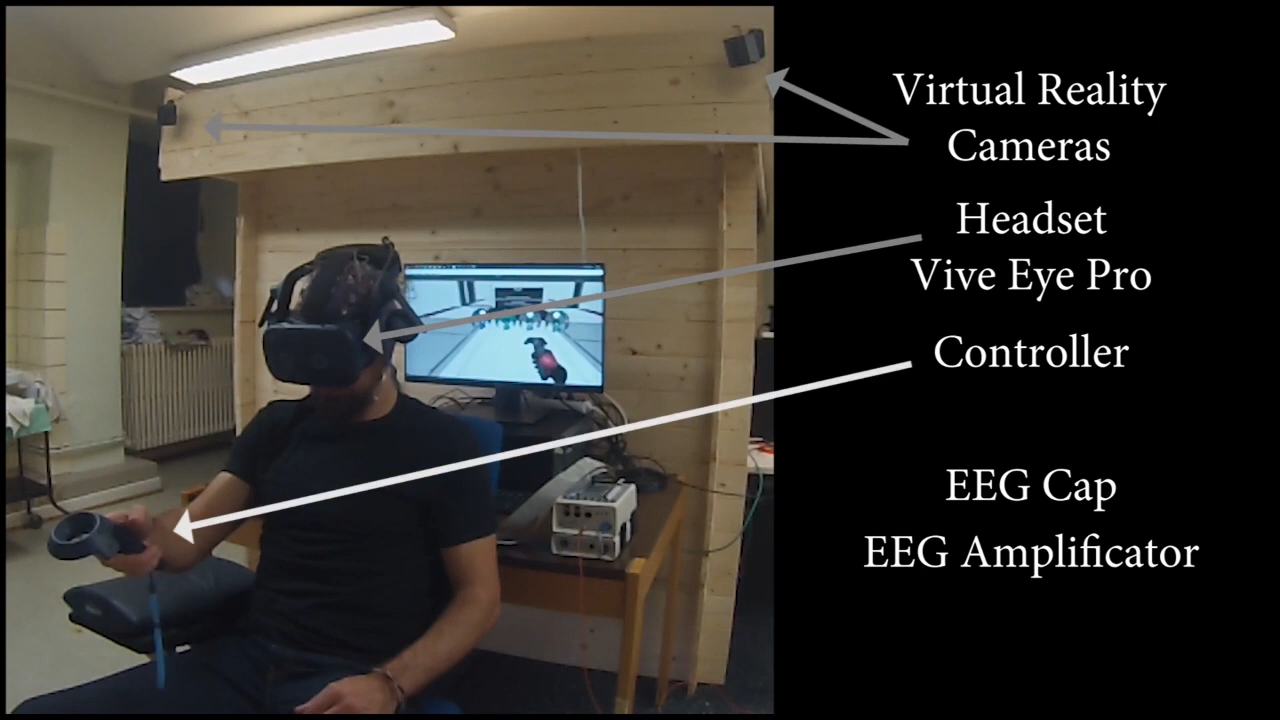 Virtual Reality
Cameras
Headset
Vive Eye Pro
Controller
EEG Cap
EEG Amplificator